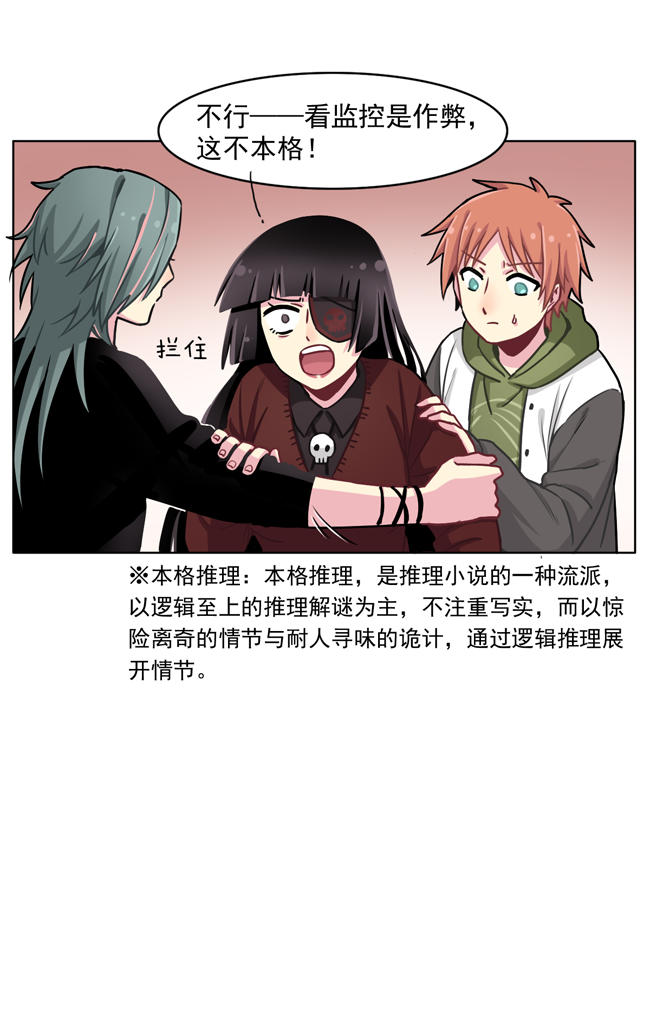 不行——看监控是作弊，
这不本格！
拦住
※本格推理：本格推理，是推理小说的一种流派，
以逻辑至上的推理解谜为主，不注重写实，而以惊
险离奇的情节与耐人寻味的诡计，通过逻辑推理展
开情节。